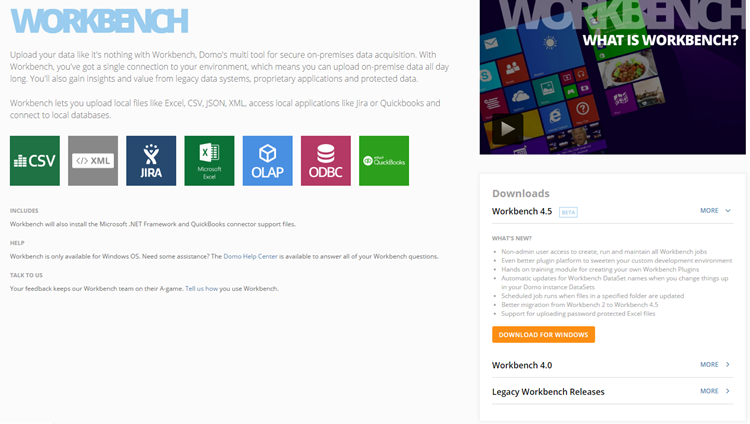 WORKBENCH
Upload your data like it's nothing with Workbench, Domo's multi tool for secure on-premises data acquisition. With
Workbench, you've got a single connection to your environment, which means you can upload on-premise data all day
long. You'll also gain insights and value from legacy data systems, proprietary applications and protected data.
Workbench lets you upload local files like Excel, CSV, JSON, XML, access local applications like Jira or Quickbooks and
connect to local databases.
CSV
</> XML
JIRA
Microsoft
Excel
OLAP
ODBC
QuickBooks
INCLUDES
Workbench will also install the Microsoft .NET Framework and QuickBooks connector support files.
HELP
Workbench is only available for Windows OS. Need some assistance? The Domo Help Center is available to answer all of your Workbench questions.
TALK TO US
Your feedback keeps our Workbench team on their A-game. Tell us how you use Workbench.
WORKBENCH
WHAT IS WORKBENCH?
Downloads
Workbench 4.5 BETA MORE
WHAT'S NEW?
Non-admin user access to create, run and maintain all Workbench jobs
Even better plugin platform to sweeten your custom development environment
Hands on training module for creating your own Workbench Plugins
Automatic updates for Workbench DataSet names when you change things up
in your Domo instance DataSets
Scheduled job runs when files in a specified folder are updated
Better migration from Workbench 2 to Workbench 4.5
Support for uploading password protected Excel Files
DOWNLOAD FOR WINDOWS
Workbench 4.0 MORE
Legacy Workbench Releases MORE